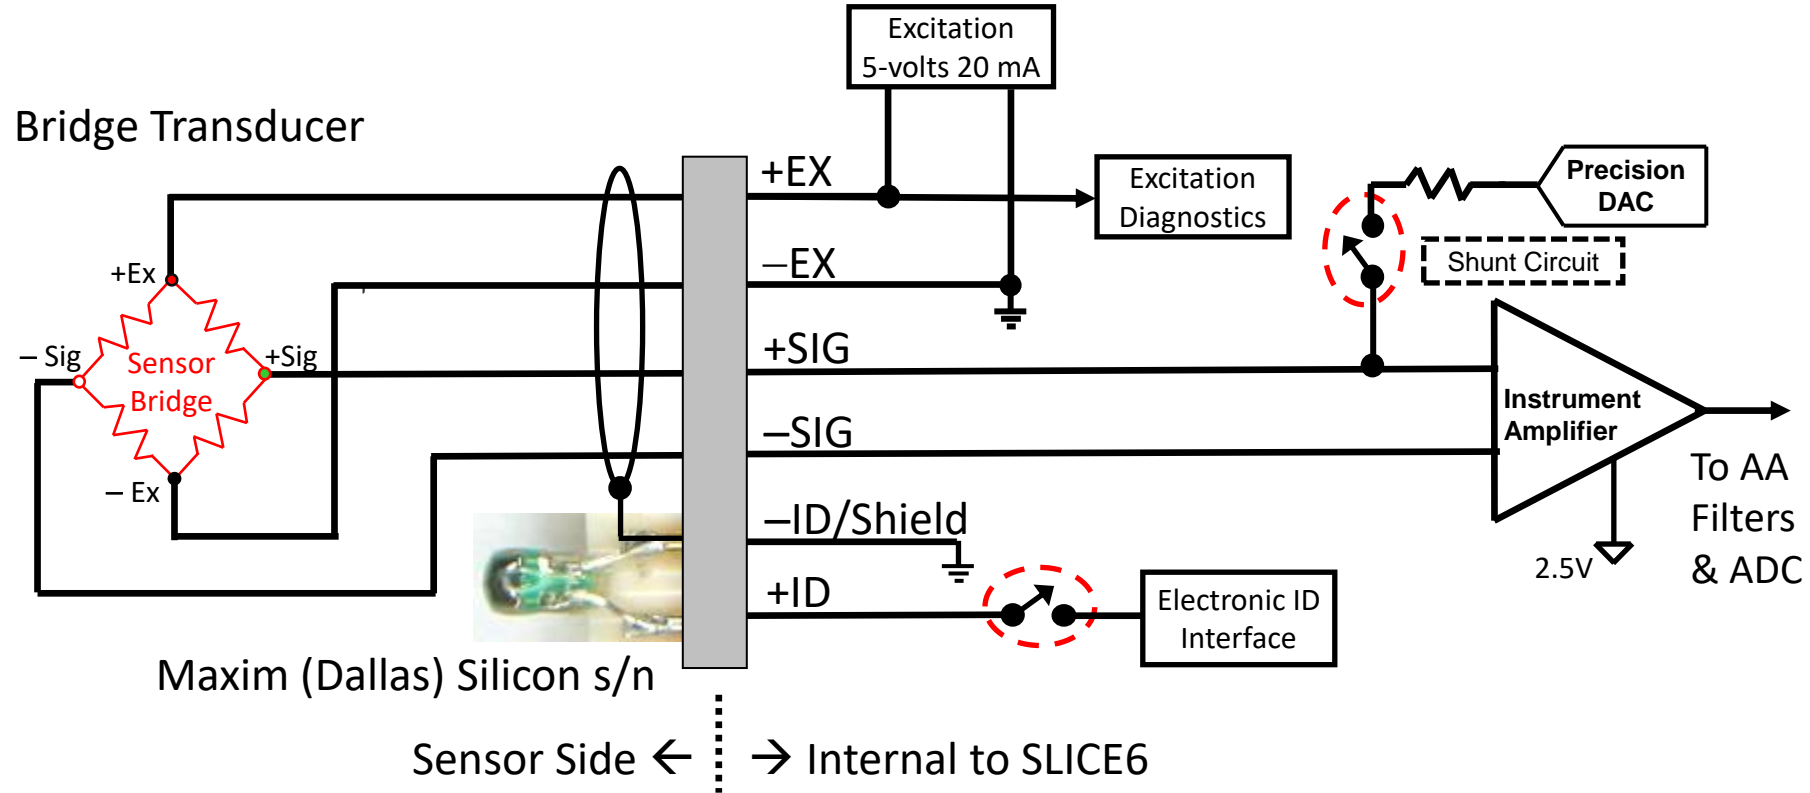 Excitation
5-volts 20 mA
Bridge Transducer
+EX
Excitation
Diagnostics
Precision
DAC
Shunt Circuit
+Ex
–EX
– Sig
+Sig
Sensor
Bridge
+SIG
Instrument
Amplifier
–SIG
– Ex
To AA
Filters
& ADC
2.5V
–ID/Shield
+ID
Electronic ID
Interface
Maxim (Dallas) Silicon s/n
Sensor Side ← → Internal to SLICE6